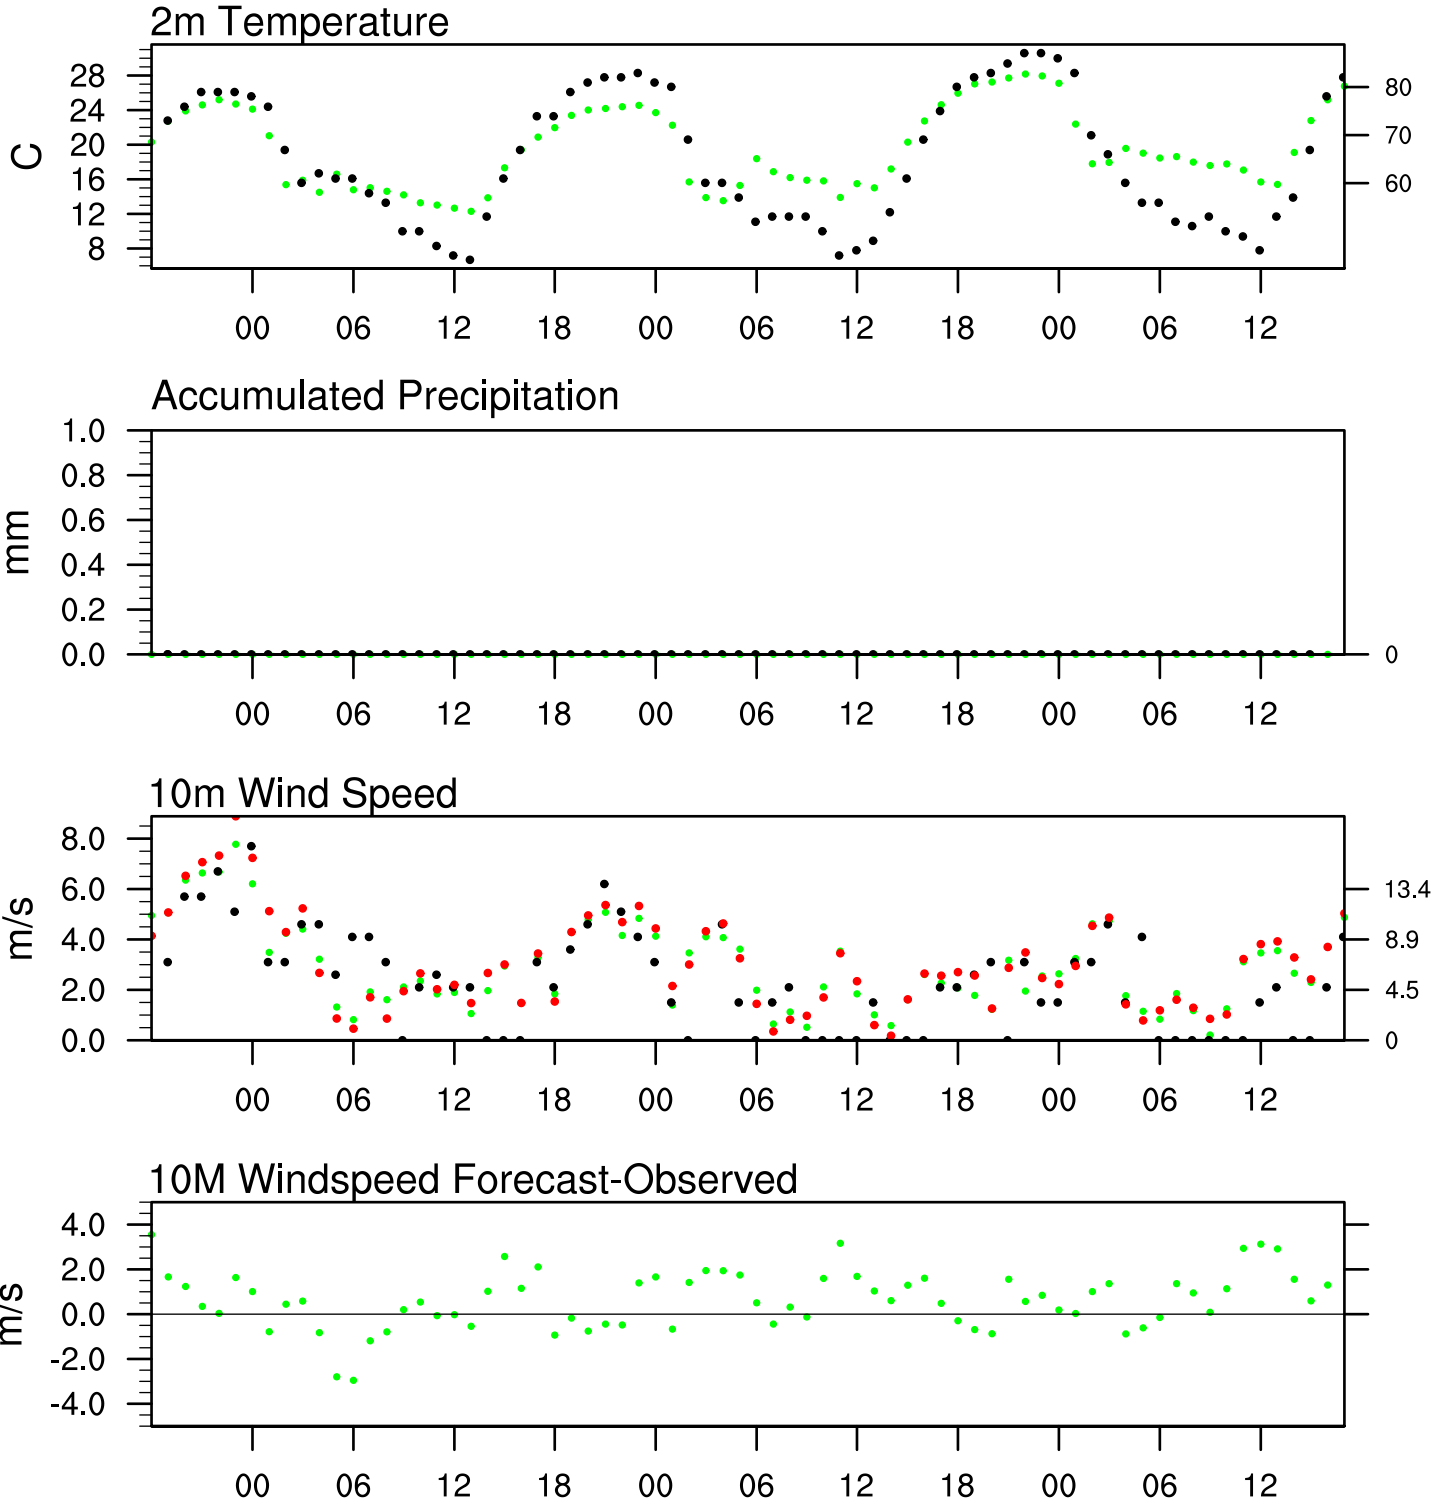 2m Temperature
28
24
20
16
12
8
C
80
70
60
00 06 12 18 00 06 12 18 00 06 12
Accumulated Precipitation
1.0
0.8
0.6
0.4
0.2
0.0
mm
0
00 06 12 18 00 06 12 18 00 06 12
10m Wind Speed
8.0
6.0
4.0
2.0
0.0
m/s
13.4
8.9
4.5
0
00 06 12 18 00 06 12 18 00 06 12
10M Windspeed Forecast-Observed
4.0
2.0
0.0
-2.0
-4.0
m/s
00 06 12 18 00 06 12 18 00 06 12